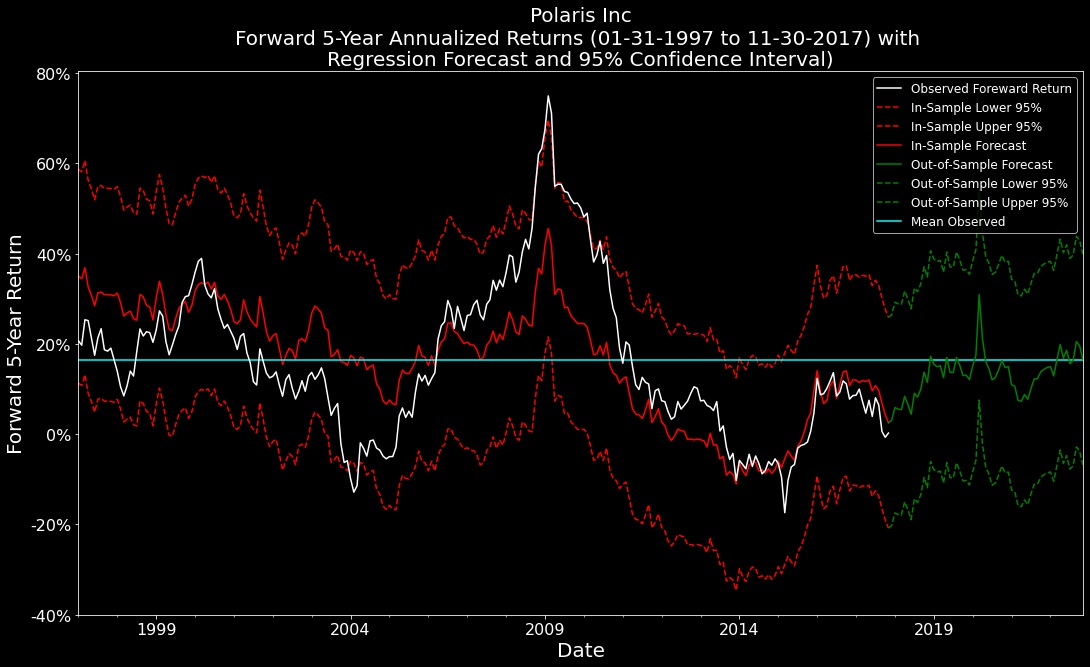 Polaris Inc
Forward 5-Year Annualized Returns (01-31-1997 to 11-30-2017) with
Regression Forecast and 95% Confidence Interval)
80%
60%
40%
20%
0%
-20%
-40%
Forward 5-Year Return
Observed Foreward Return
In-Sample Lower 95%
In-Sample Upper 95%
In-Sample Forecast
Out-of-Sample Forecast
Out-of-Sample Lower 95%
Out-of-Sample Upper 95%
Mean Observed
1999
2004
2009
2014
2019
Date